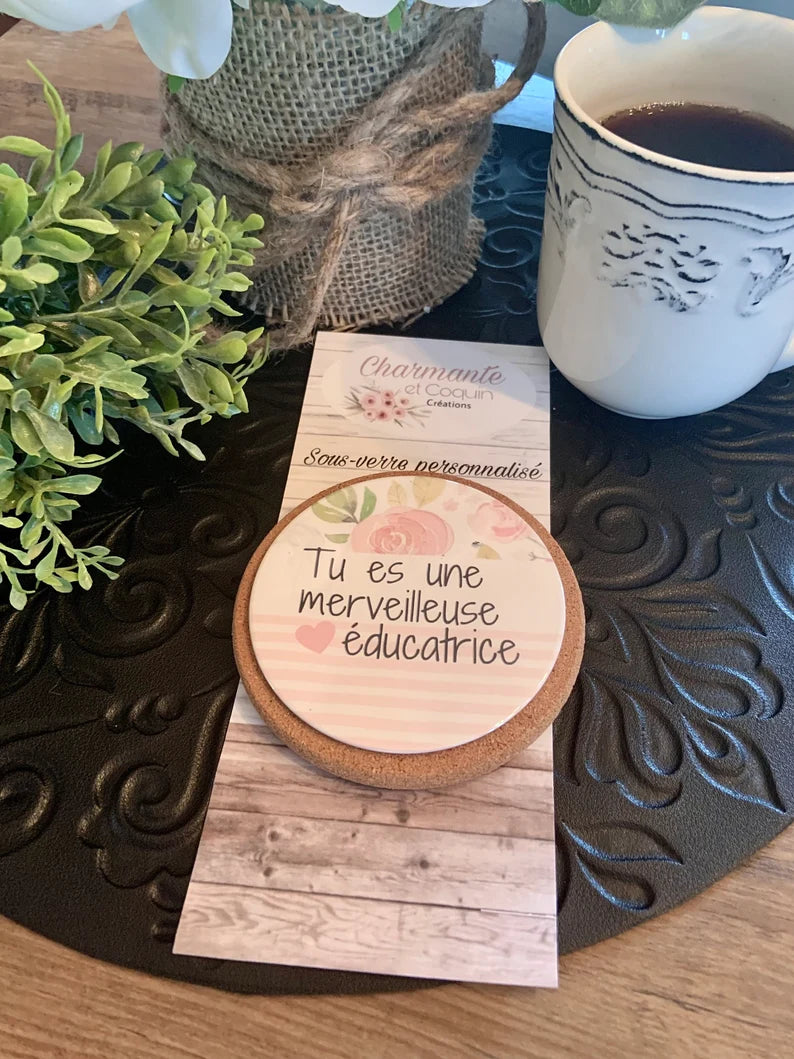 Charmante
et Coquin
Créations
Sous-verre personnalisé
Tu es une
merveilleuse
éducatrice